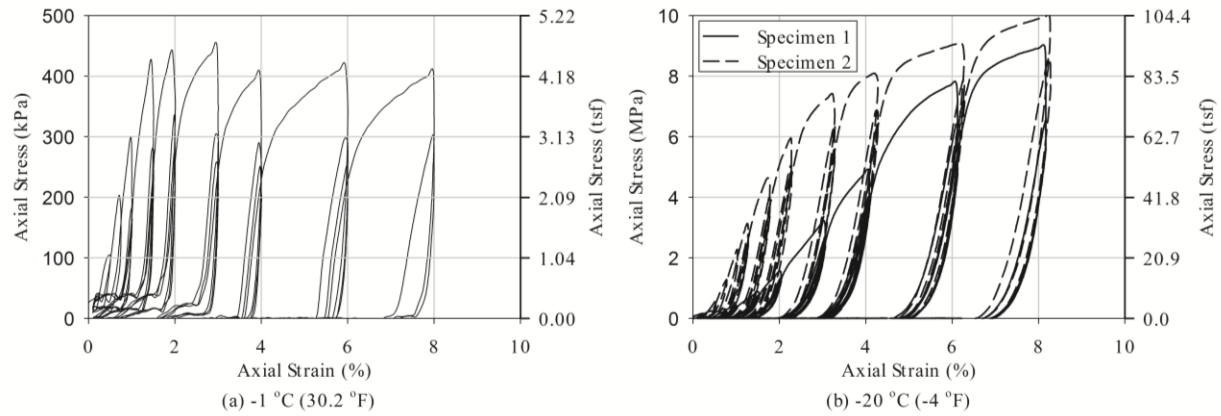 500
400
300
200
100
0
Axial Stress (kPa)
5.22
4.18
3.13
2.09
1.04
0.00
Axial Stress (tsf)
0 2 4 6 8 10
Axial Strain (%)
(a) -1 °C (30.2 °F)
10
8
6
4
2
0
Axial Stress (MPa)
Specimen 1
Specimen 2
104.4
83.5
62.7
41.8
20.9
0.0
Axial Stress (tsf)
0 2 4 6 8 10
Axial Strain (%)
(b) -20 °C (-4 °F)